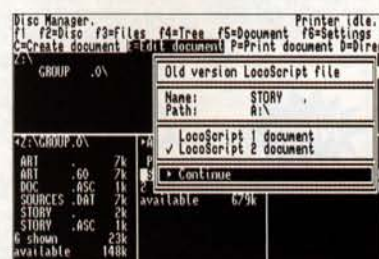 Disc Manager. Printer idle.
f1 f2=Disc f3=Files f4=Tree f5=Document f6=Settings
C=Create document E=Edit document P=Print document D=Dire
Z:\
GROUP .0\
Old version LocoScript file
Name: STORY .
Path: A:\
LocoScript 1 document
✓ LocoScript 2 document
▸ Continue
◂Z:\GROUP.0\
ART . 7k
ART .GO 7k
DOC .ASC 1k
SOURCES .DAT 7k
STORY . 2k
STORY .ASC 1k
6 shown 23k
available 148k
available 679k